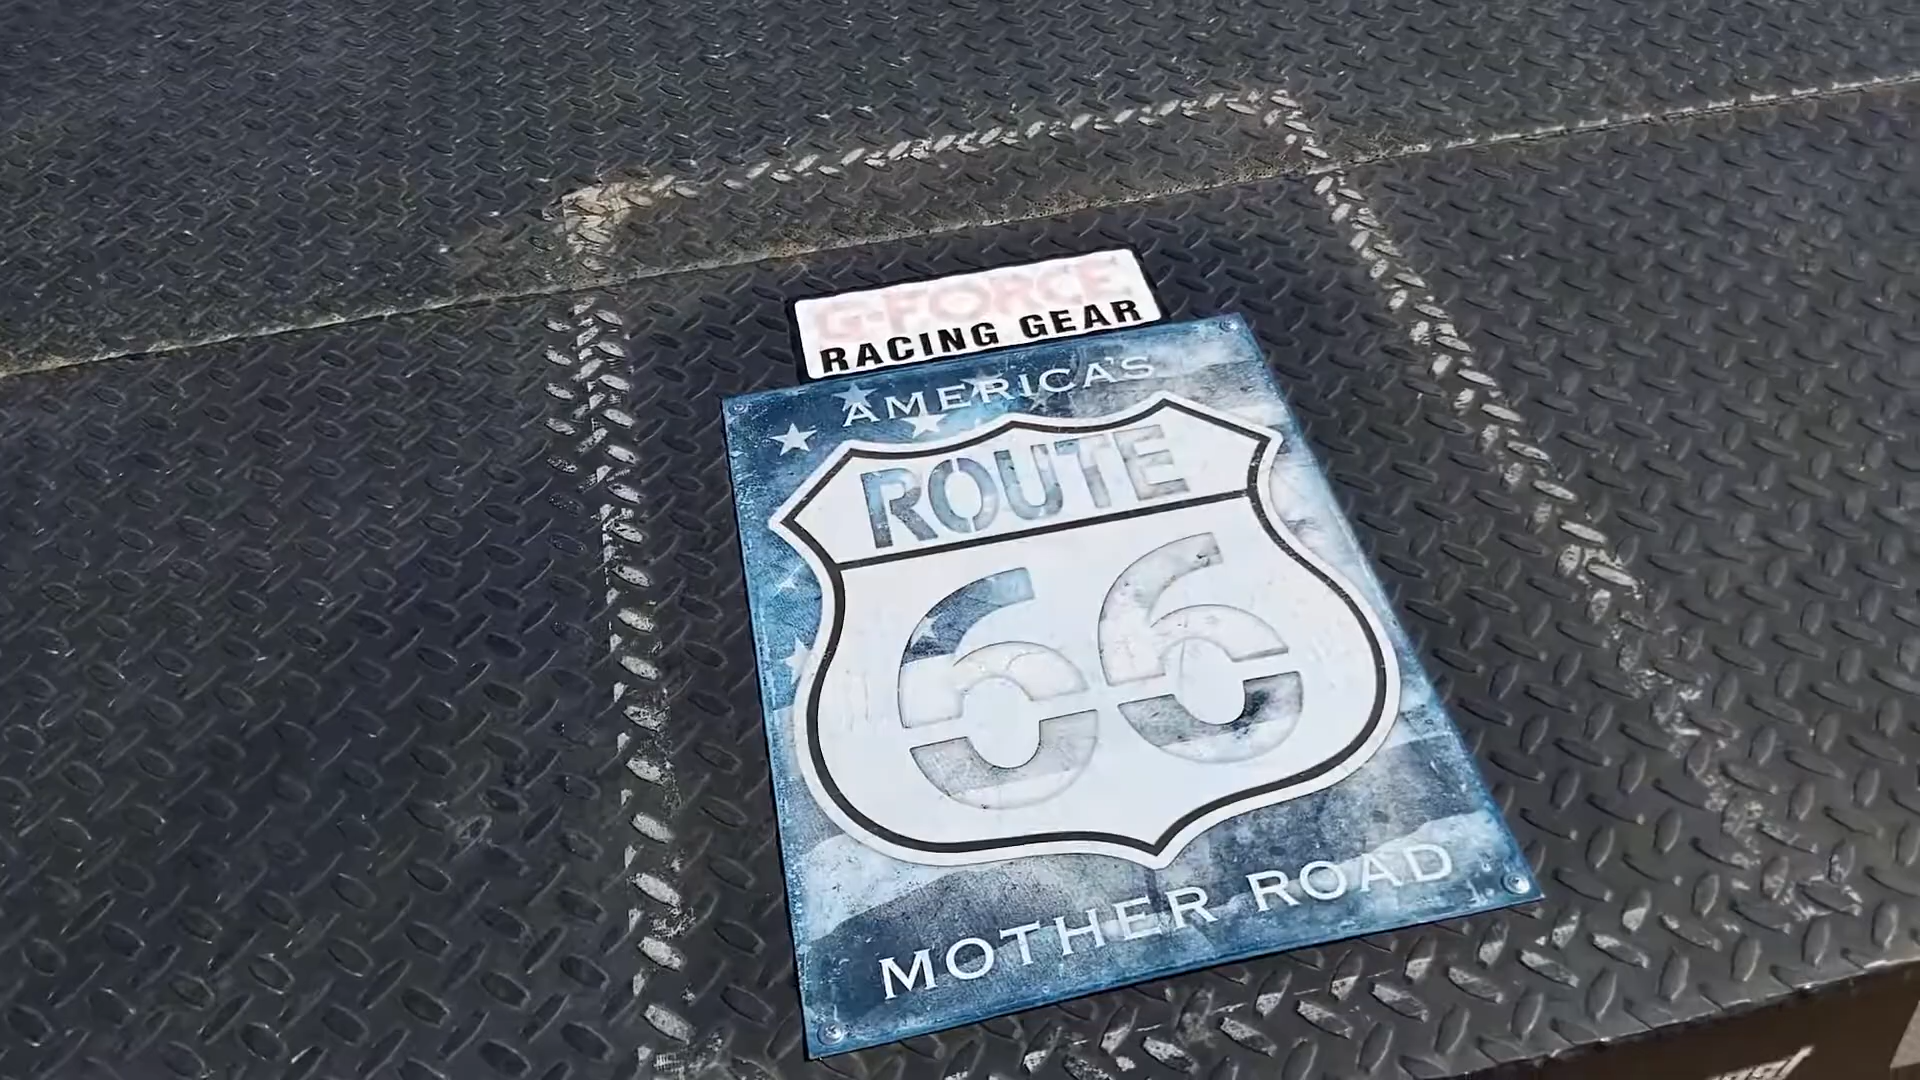 G-FORCE
RACING GEAR
AMERICA'S
ROUTE
66
MOTHER ROAD